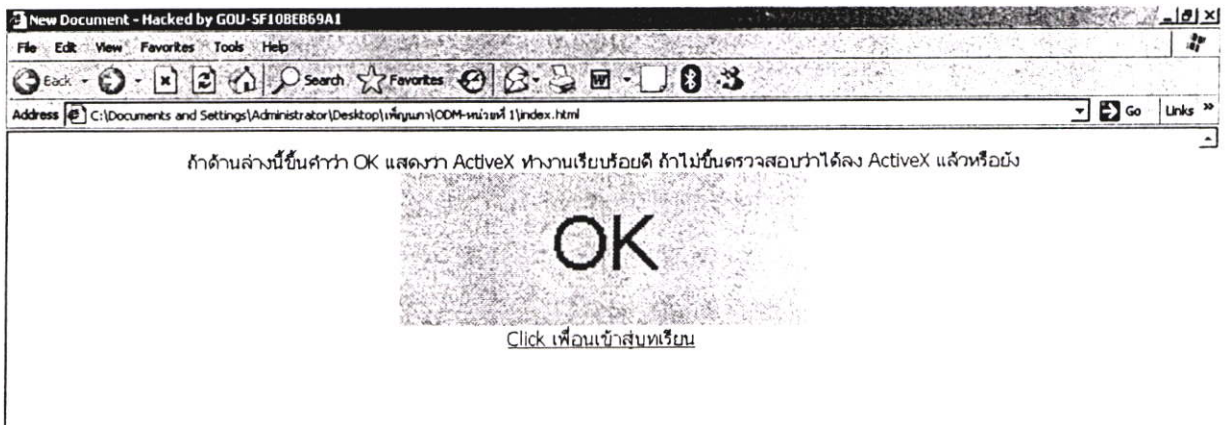 New Document - Hacked by GOU-5F10BEB69A1
File Edit View Favorites Tools Help
Back Search Favorites
Address C:\Documents and Settings\Administrator\Desktop\เพ็ญนภา\ODM-หน่วยที่ 1\index.html Go Links »
ถ้าด้านล่างนี้ขึ้นคำว่า OK แสดงว่า ActiveX ทำงานเรียบร้อยดี ถ้าไม่ขึ้นตรวจสอบว่าได้ลง ActiveX แล้วหรือยัง
OK
Click เพื่อนเข้าสู่บทเรียน